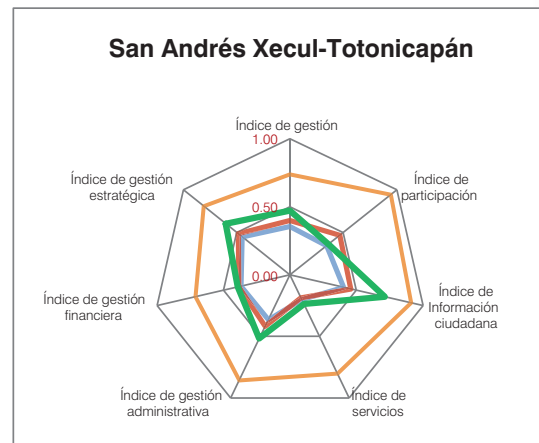 San Andrés Xecul-Totonicapán
Índice de gestión
1.00
Índice de gestión
estratégica
Índice de
participación
0.50
0.00
Índice de gestión
financiera
Índice de
Información
ciudadana
Índice de gestión
administrativa
Índice de
servicios